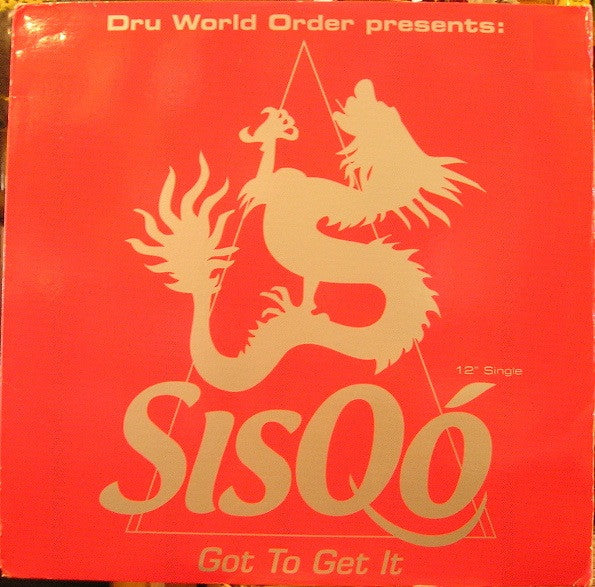 Dru World Order presents:
12" Single
SisQó
Got To Get It